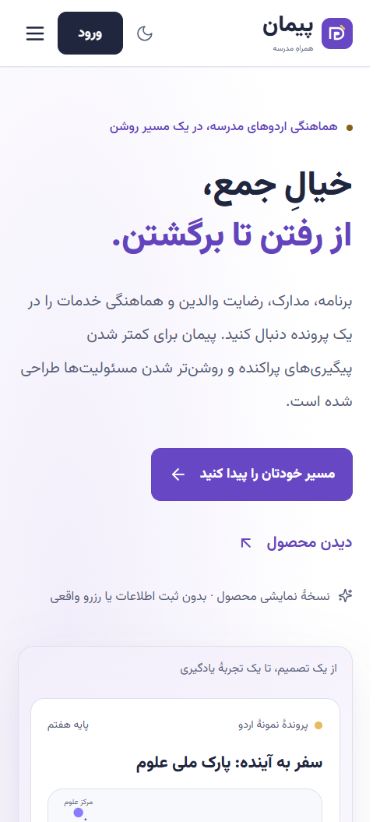 پیمان
همراه مدرسه
ورود
هماهنگی اردوهای مدرسه، در یک مسیر روشن
خیالِ جمع،
از رفتن تا برگشتن.
برنامه، مدارک، رضایت والدین و هماهنگی خدمات را در
یک پرونده دنبال کنید. پیمان برای کمتر شدن
پیگیری‌های پراکنده و روشن‌تر شدن مسئولیت‌ها طراحی
شده است.
مسیر خودتان را پیدا کنید
دیدن محصول
نسخهٔ نمایشی محصول · بدون ثبت اطلاعات یا رزرو واقعی
از یک تصمیم، تا یک تجربهٔ یادگیری
پروندهٔ نمونهٔ اردو
پایه هفتم
سفر به آینده: پارک ملی علوم
مرکز علوم